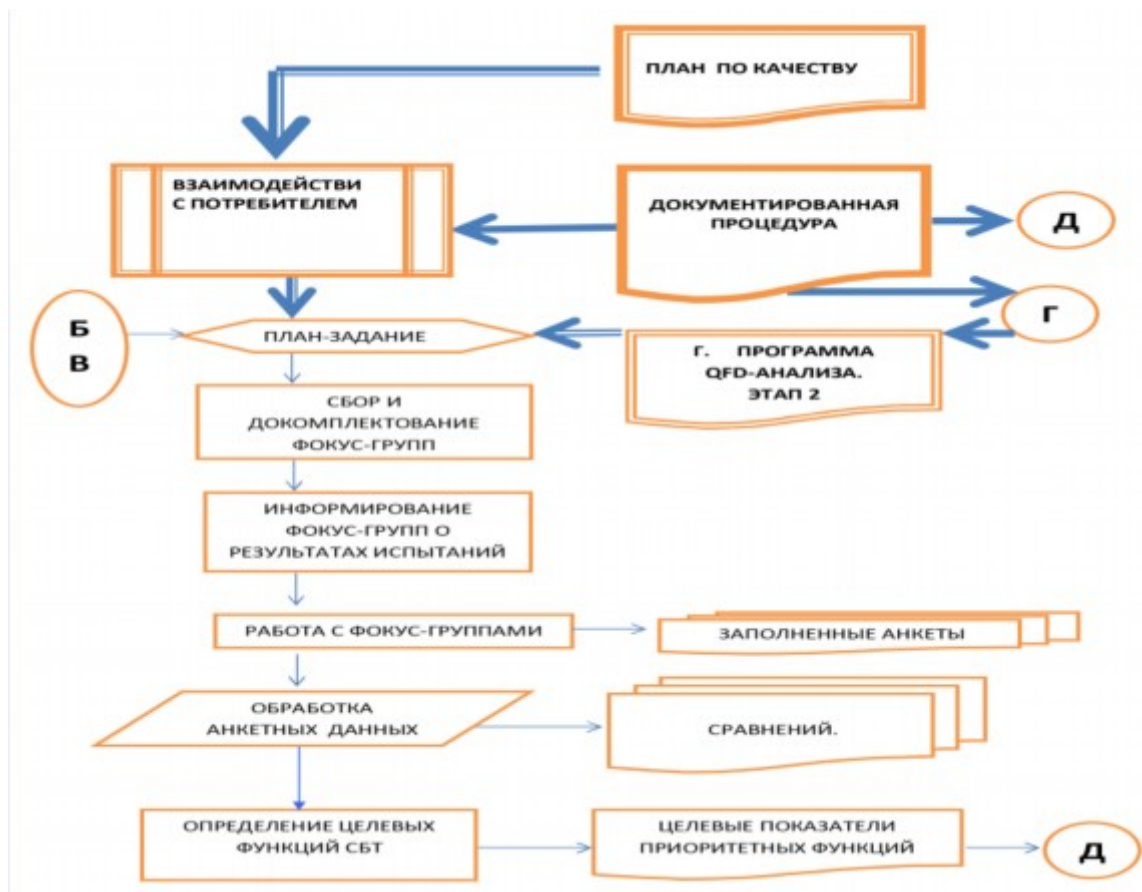 ПЛАН ПО КАЧЕСТВУ
ВЗАИМОДЕЙСТВИ
С ПОТРЕБИТЕЛЕМ
ДОКУМЕНТИРОВАННАЯ
ПРОЦЕДУРА
Д
Г
Б
В
ПЛАН-ЗАДАНИЕ
Г. ПРОГРАММА
QFD-АНАЛИЗА.
ЭТАП 2
СБОР И
ДОКОМПЛЕКТОВАНИЕ
ФОКУС-ГРУПП
ИНФОРМИРОВАНИЕ
ФОКУС-ГРУПП О
РЕЗУЛЬТАТАХ ИСПЫТАНИЙ
РАБОТА С ФОКУС-ГРУППАМИ
ЗАПОЛНЕННЫЕ АНКЕТЫ
ОБРАБОТКА
АНКЕТНЫХ ДАННЫХ
СРАВНЕНИЙ.
ОПРЕДЕЛЕНИЕ ЦЕЛЕВЫХ
ФУНКЦИЙ СБТ
ЦЕЛЕВЫЕ ПОКАЗАТЕЛИ
ПРИОРИТЕТНЫХ ФУНКЦИЙ
Д